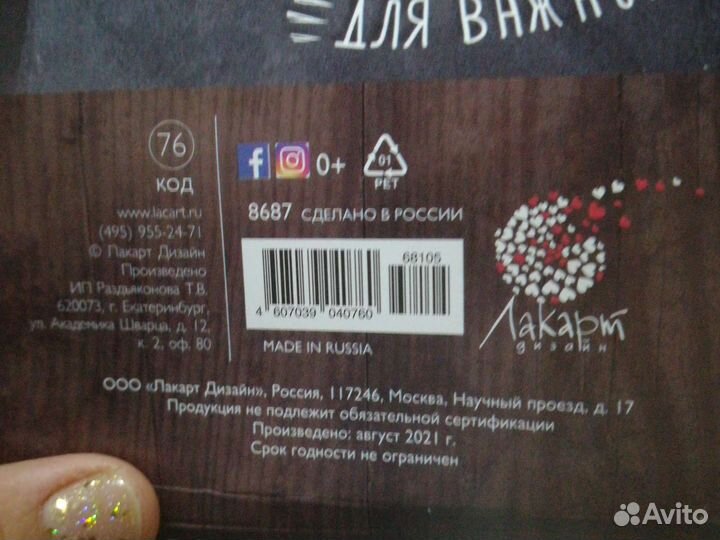 ДЛЯ
76
КОД
www.lacart.ru
(495) 955-24-71
© Лакарт Дизайн
Произведено
ИП Раздьяконова Т.В.
620073, г. Екатеринбург,
ул. Академика Шварца, д. 12,
к. 2, оф. 80
f 0+ 01
PET
8687 СДЕЛАНО В РОССИИ
68105
4 607039 040760
MADE IN RUSSIA
Лакарт
дизайн
ООО «Лакарт Дизайн», Россия, 117246, Москва, Научный проезд, д. 17
Продукция не подлежит обязательной сертификации
Произведено: август 2021 г.
Срок годности не ограничен
Avito